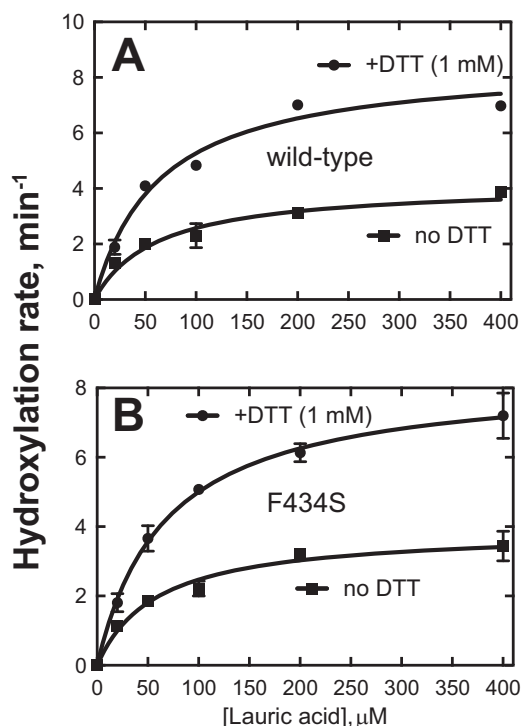 Hydroxylation rate, min⁻¹
A
+DTT (1 mM)
wild-type
no DTT
10
8
6
4
2
0
0 50 100 150 200 250 300 350 400
B
+DTT (1 mM)
F434S
no DTT
8
6
4
2
0
0 50 100 150 200 250 300 350 400
[Lauric acid], μM